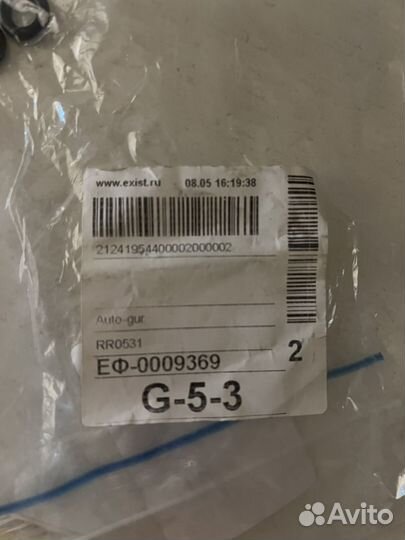 www.exist.ru 08.05 16:19:38
21241954400002000002
Auto-gur
RR0531
ЕФ-0009369
2
G-5-3
Avito